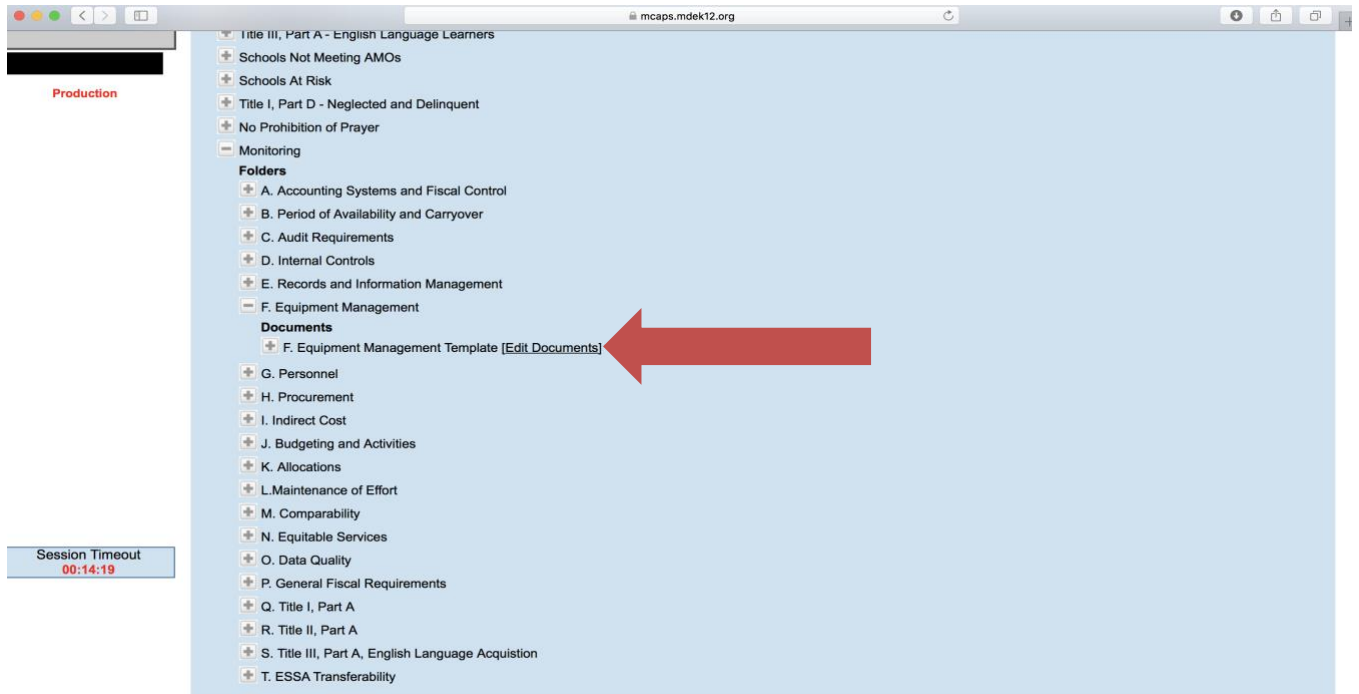 mcaps.mdek12.org
Title III, Part A - English Language Learners
Schools Not Meeting AMOs
Schools At Risk
Production
Title I, Part D - Neglected and Delinquent
No Prohibition of Prayer
Monitoring
Folders
A. Accounting Systems and Fiscal Control
B. Period of Availability and Carryover
C. Audit Requirements
D. Internal Controls
E. Records and Information Management
F. Equipment Management
Documents
F. Equipment Management Template [Edit Documents]
G. Personnel
H. Procurement
I. Indirect Cost
J. Budgeting and Activities
K. Allocations
L.Maintenance of Effort
M. Comparability
N. Equitable Services
Session Timeout
00:14:19
O. Data Quality
P. General Fiscal Requirements
Q. Title I, Part A
R. Title II, Part A
S. Title III, Part A, English Language Acquistion
T. ESSA Transferability